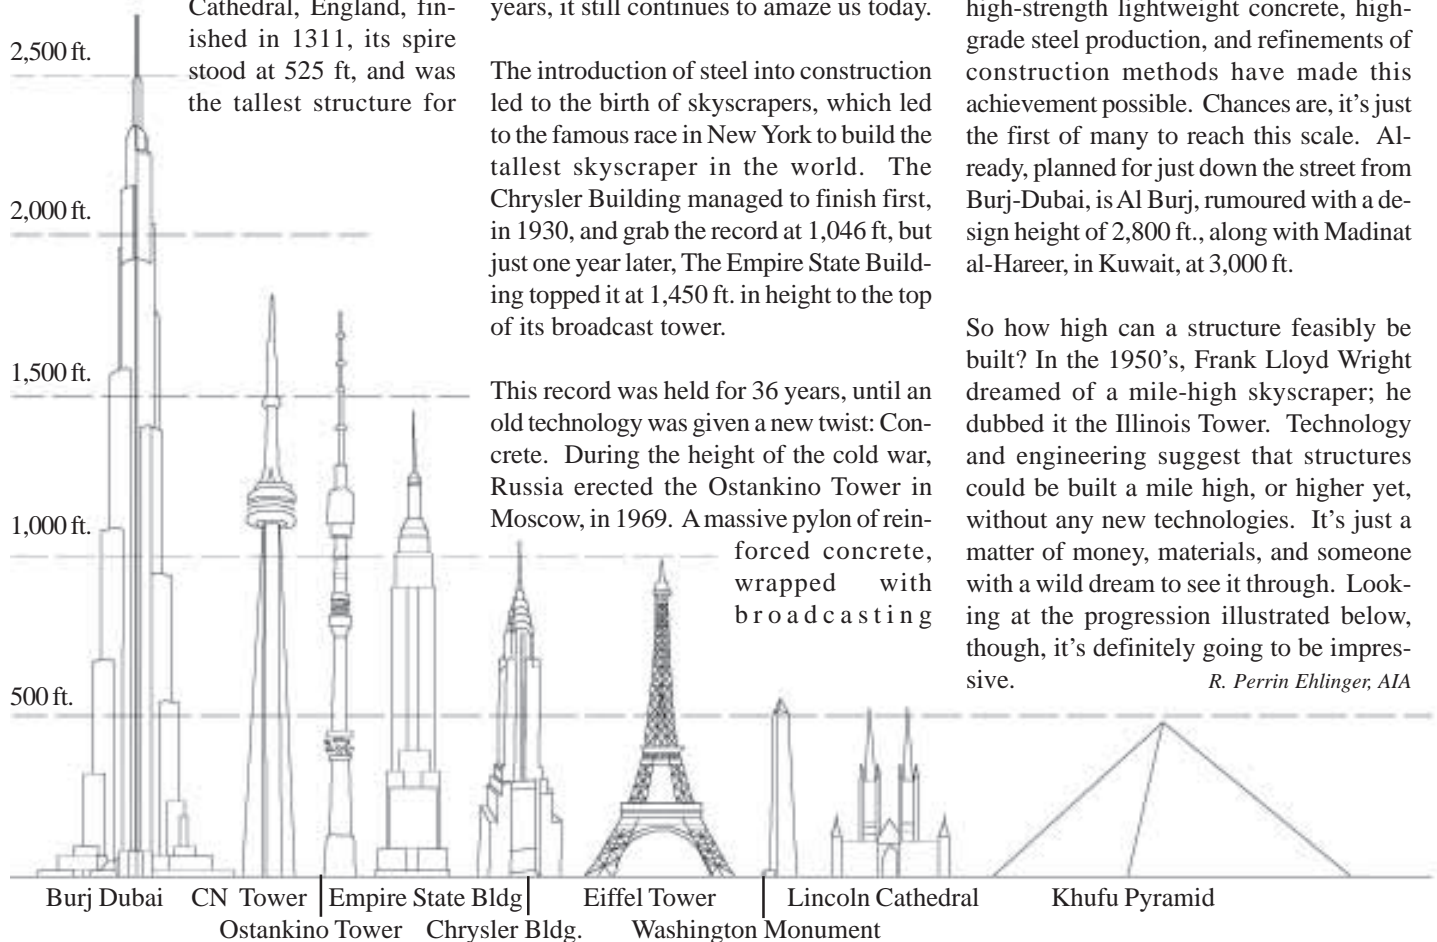 Cathedral, England, fin-
ished in 1311, its spire
stood at 525 ft, and was
the tallest structure for
years, it still continues to amaze us today.
The introduction of steel into construction
led to the birth of skyscrapers, which led
to the famous race in New York to build the
tallest skyscraper in the world. The
Chrysler Building managed to finish first,
in 1930, and grab the record at 1,046 ft, but
just one year later, The Empire State Build-
ing topped it at 1,450 ft. in height to the top
of its broadcast tower.
This record was held for 36 years, until an
old technology was given a new twist: Con-
crete. During the height of the cold war,
Russia erected the Ostankino Tower in
Moscow, in 1969. A massive pylon of rein-
forced concrete,
wrapped with
broadcasting
high-strength lightweight concrete, high-
grade steel production, and refinements of
construction methods have made this
achievement possible. Chances are, it's just
the first of many to reach this scale. Al-
ready, planned for just down the street from
Burj-Dubai, is Al Burj, rumoured with a de-
sign height of 2,800 ft., along with Madinat
al-Hareer, in Kuwait, at 3,000 ft.
So how high can a structure feasibly be
built? In the 1950's, Frank Lloyd Wright
dreamed of a mile-high skyscraper; he
dubbed it the Illinois Tower. Technology
and engineering suggest that structures
could be built a mile high, or higher yet,
without any new technologies. It's just a
matter of money, materials, and someone
with a wild dream to see it through. Look-
ing at the progression illustrated below,
though, it's definitely going to be impres-
sive. R. Perrin Ehlinger, AIA
2,500 ft.
2,000 ft.
1,500 ft.
1,000 ft.
500 ft.
Burj Dubai CN Tower Empire State Bldg Eiffel Tower Lincoln Cathedral Khufu Pyramid
Ostankino Tower Chrysler Bldg. Washington Monument